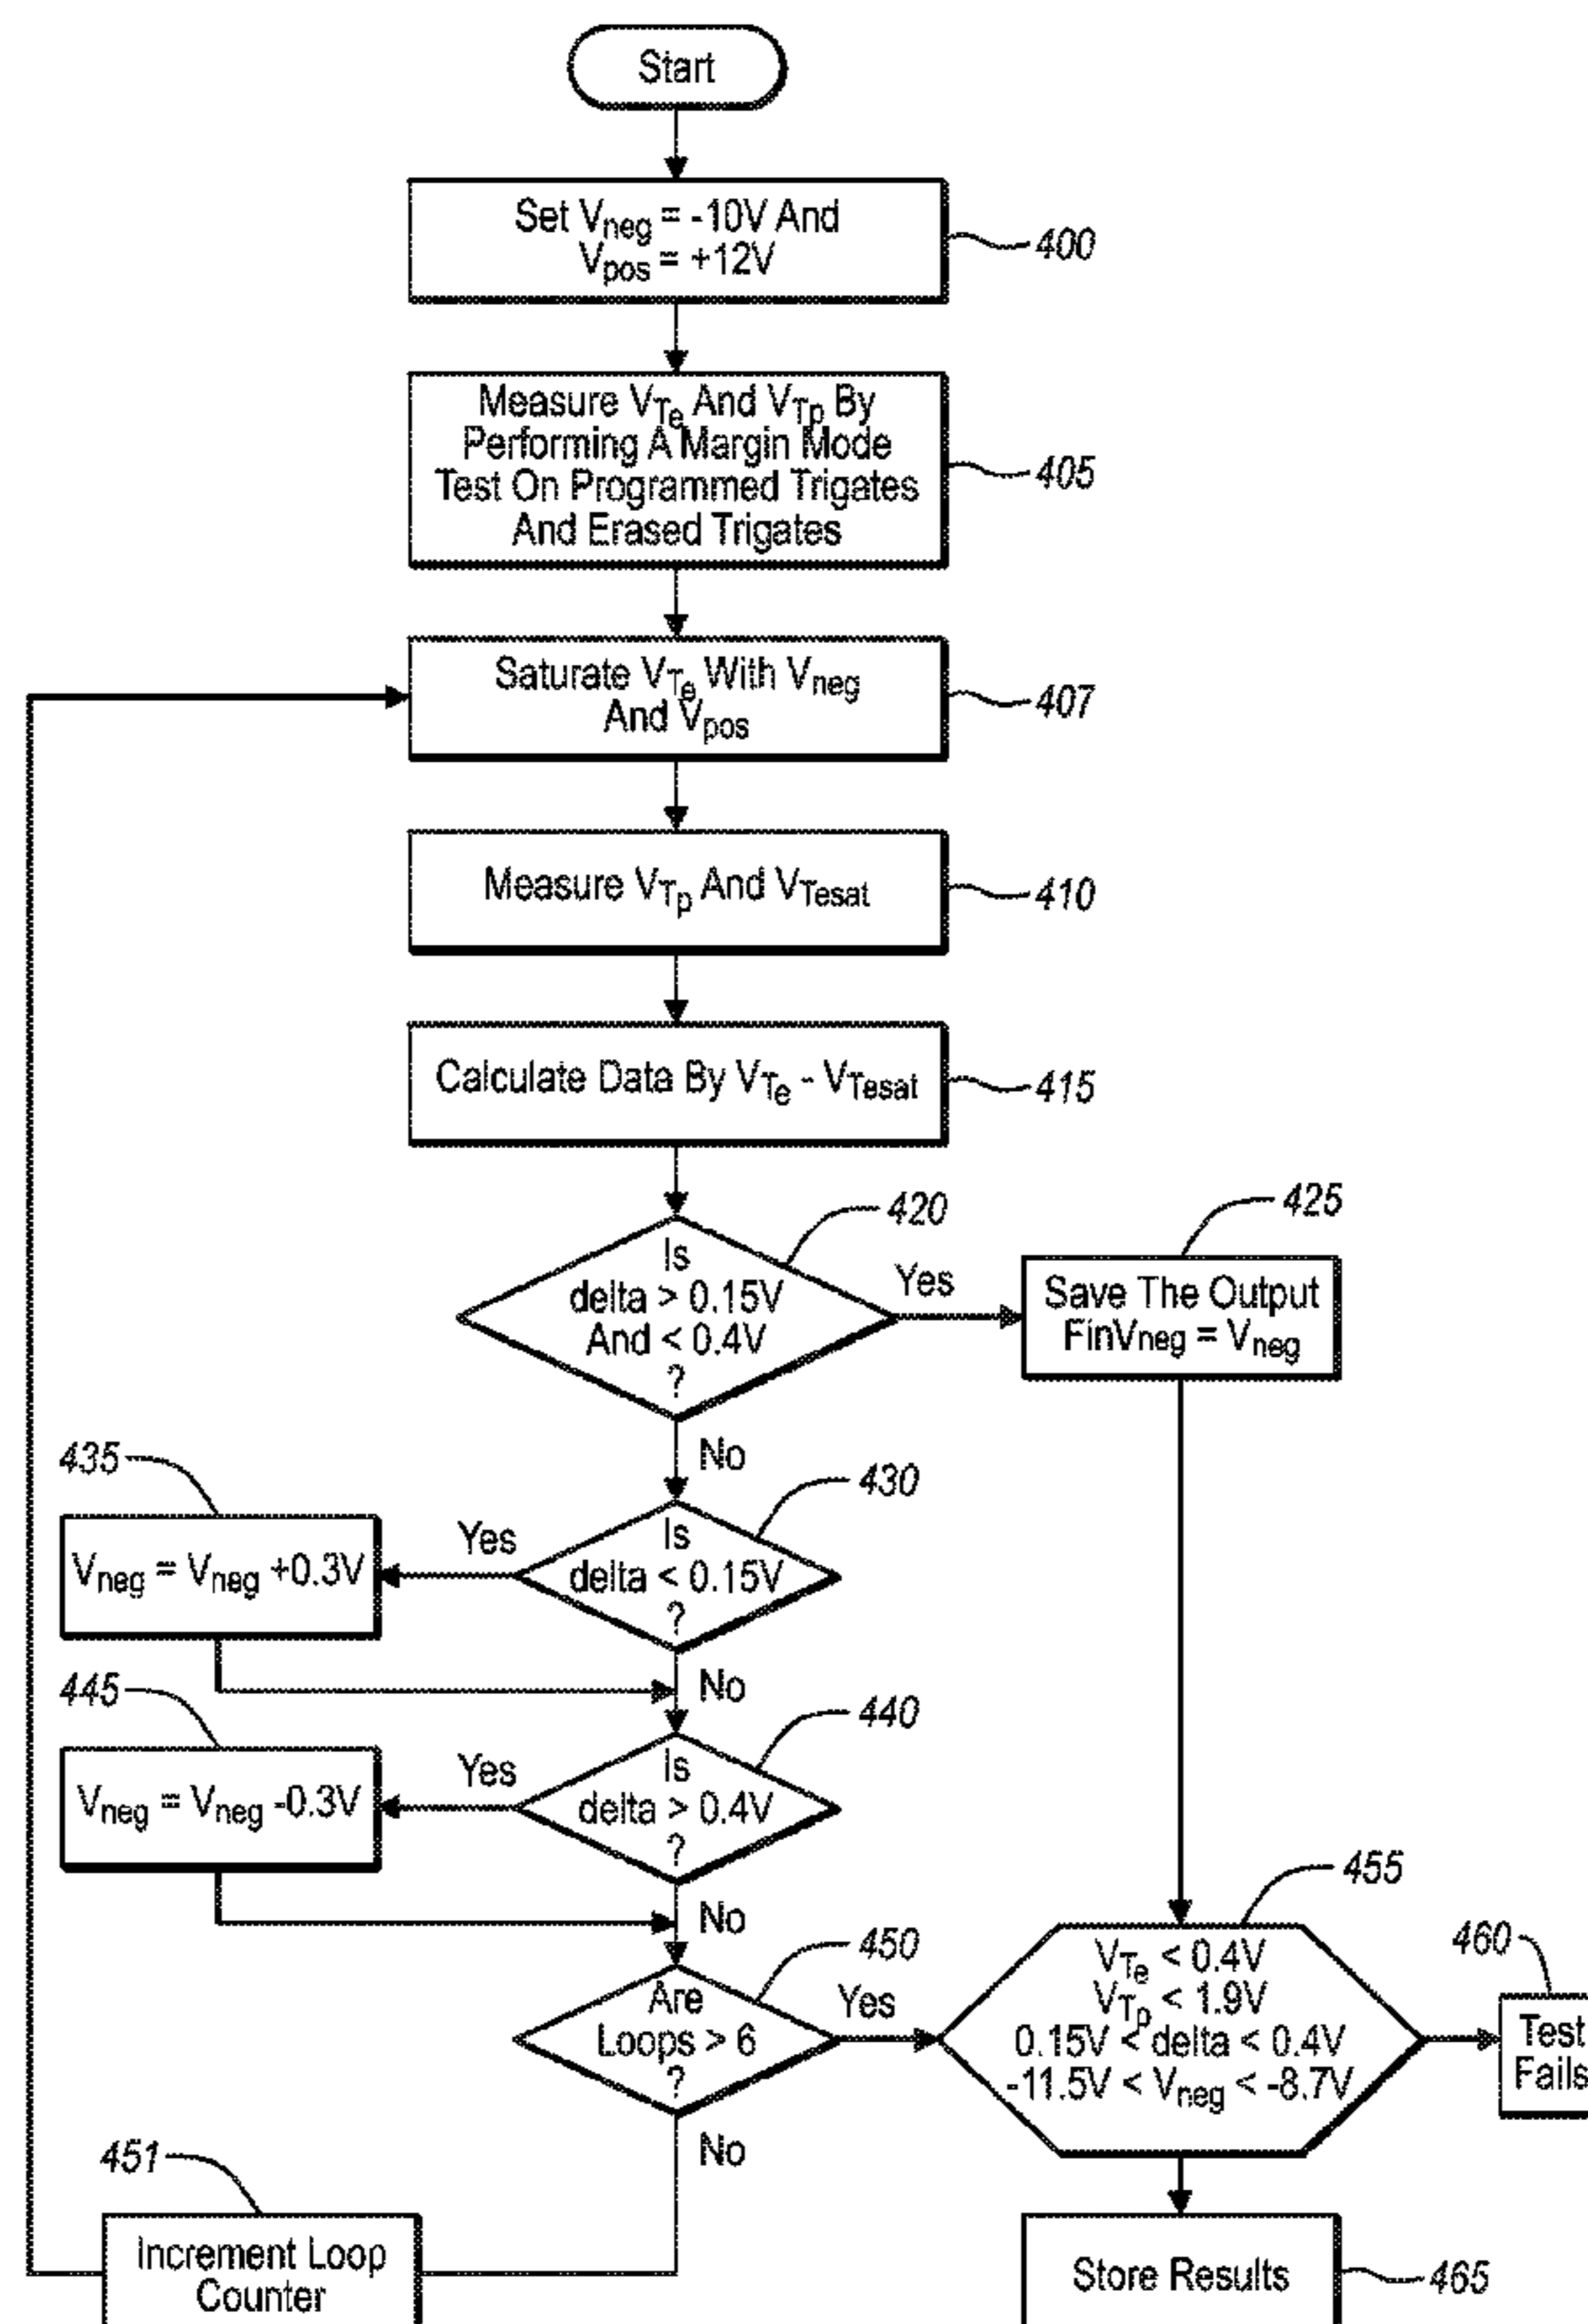 Start
Set Vneg = -10V And
Vpos = +12V
400
Measure VTe And VTp By
Performing A Margin Mode
Test On Programmed Trigates
And Erased Trigates
405
Saturate VTe With Vneg
And Vpos
407
Measure VTp And VTesat
410
Calculate Data By VTe - VTesat
415
420
Is
delta > 0.15V
And < 0.4V
?
Yes
425
Save The Output
FinVneg = Vneg
No
430
Is
delta < 0.15V
?
Yes
435
Vneg = Vneg +0.3V
No
440
Is
delta > 0.4V
?
Yes
445
Vneg = Vneg -0.3V
No
450
Are
Loops > 6
?
Yes
455
VTe < 0.4V
VTp < 1.9V
0.15V < delta < 0.4V
-11.5V < Vneg < -8.7V
460
Test
Fails
No
451
Increment Loop
Counter
Store Results
465